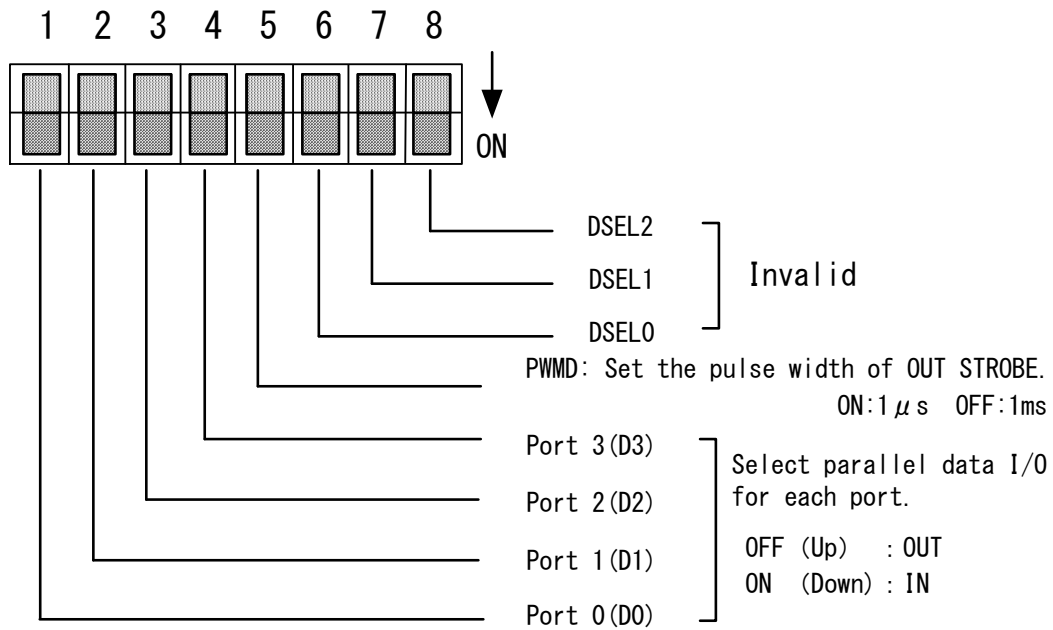 1 2 3 4 5 6 7 8
ON
DSEL2
DSEL1
Invalid
DSEL0
PWMD: Set the pulse width of OUT STROBE.
ON:1μs OFF:1ms
Port 3(D3)
Select parallel data I/O
for each port.
Port 2(D2)
OFF (Up) : OUT
Port 1(D1)
ON (Down) : IN
Port 0(D0)